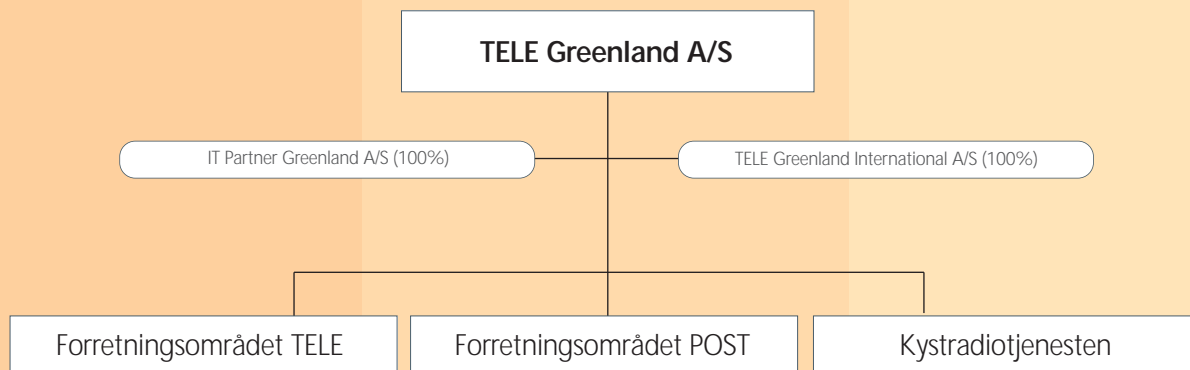 TELE Greenland A/S
IT Partner Greenland A/S (100%)
TELE Greenland International A/S (100%)
Forretningsområdet TELE
Forretningsområdet POST
Kystradiotjenesten